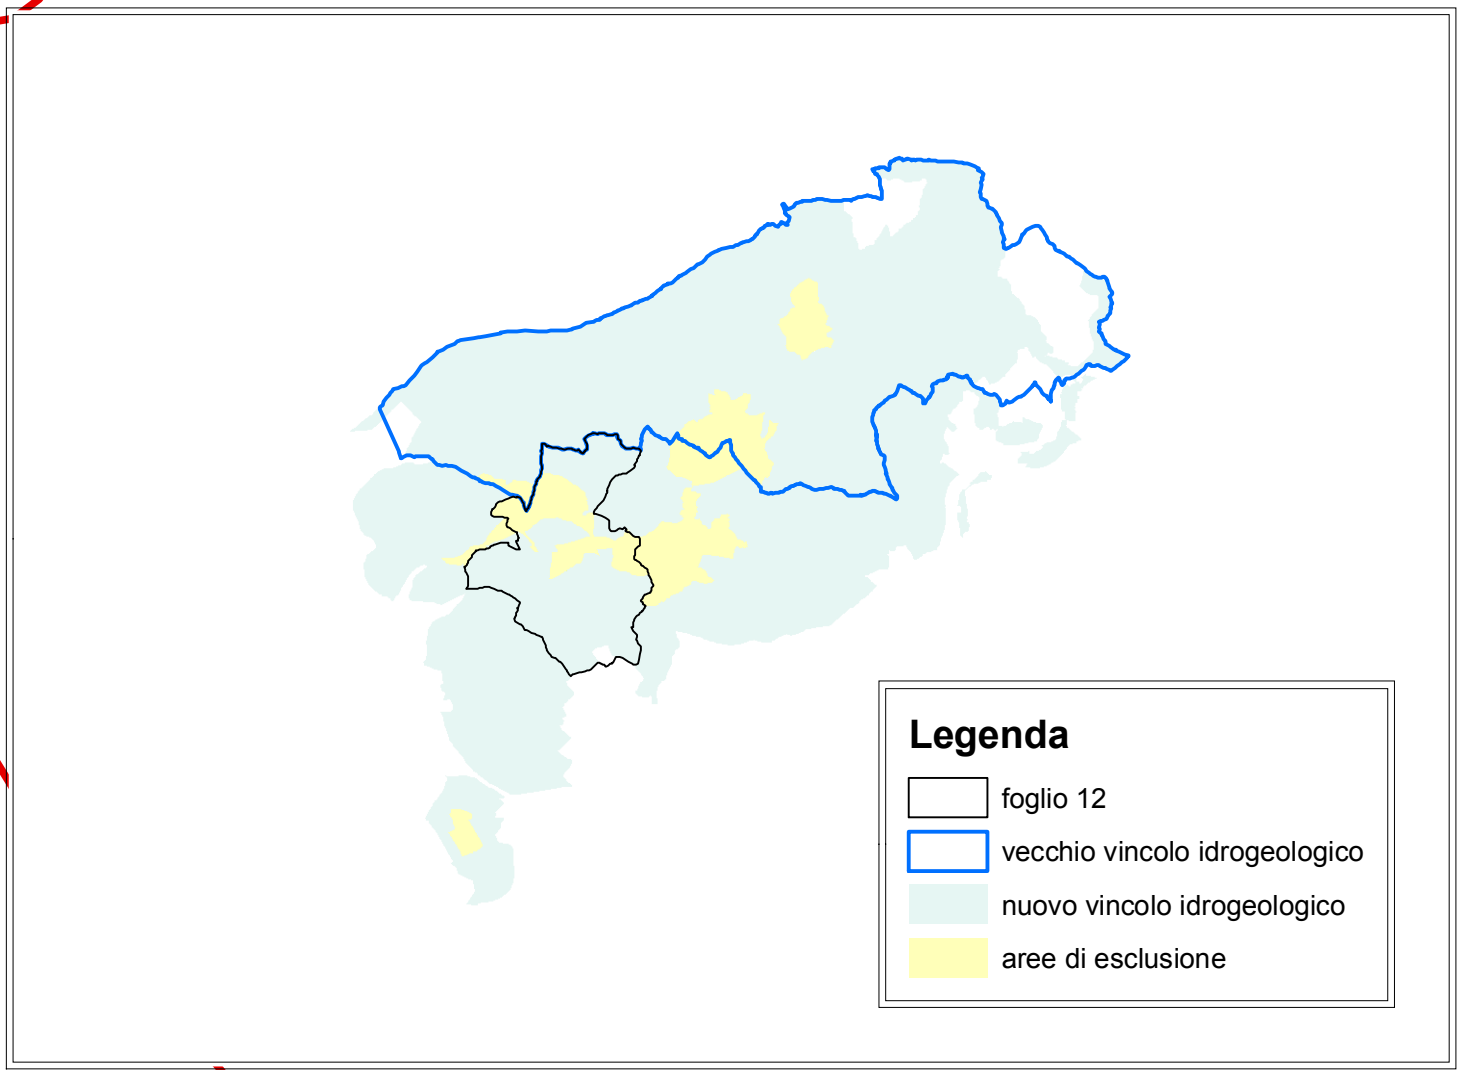 Legenda
foglio 12
vecchio vincolo idrogeologico
nuovo vincolo idrogeologico
aree di esclusione